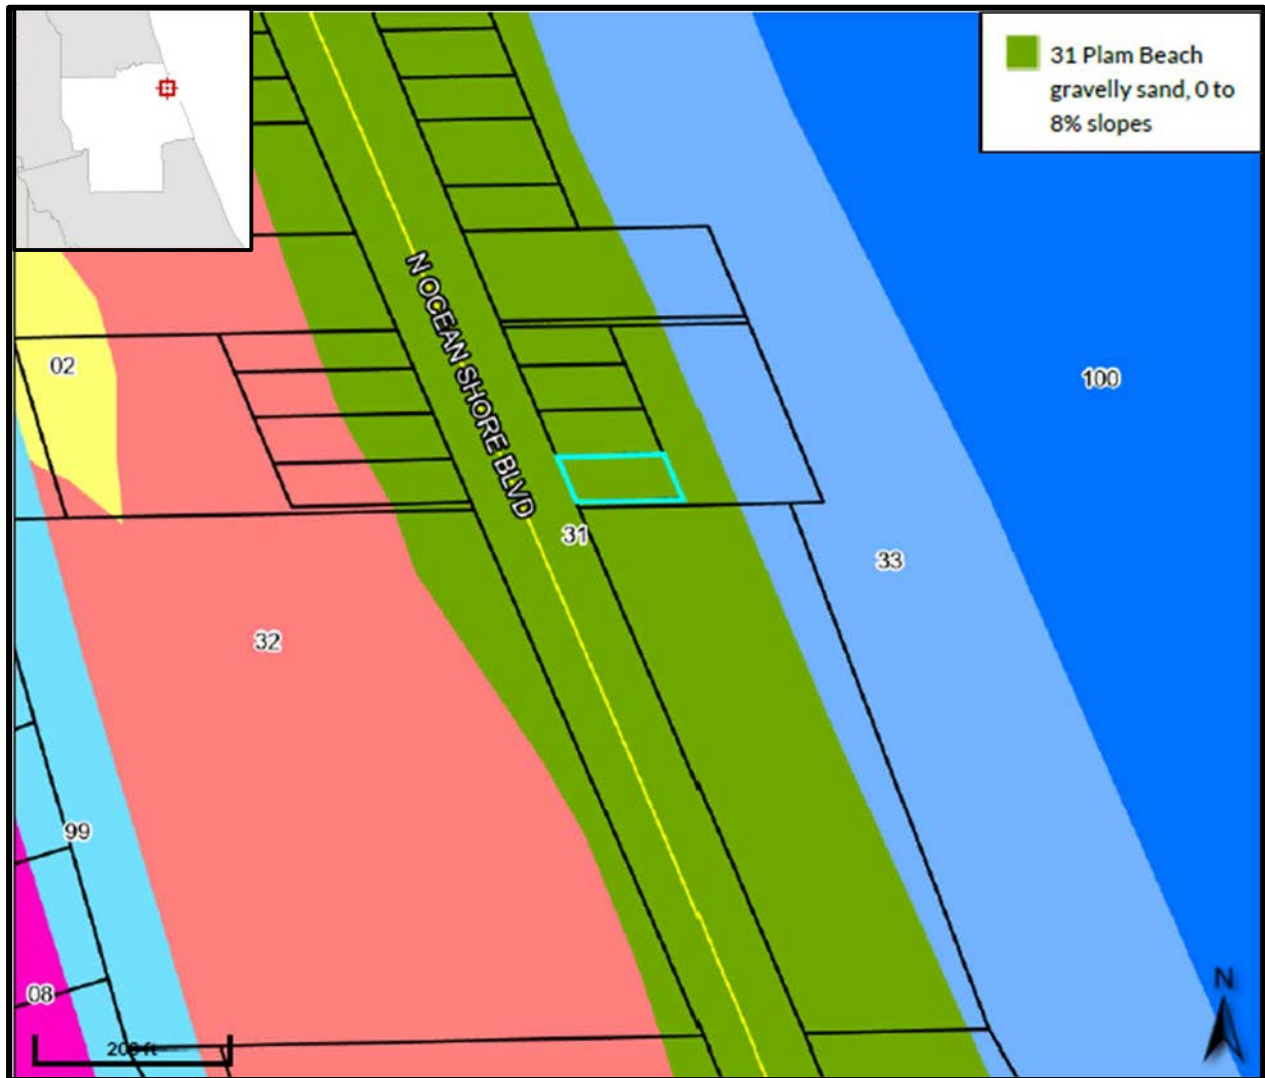 31 Plam Beach
gravelly sand, 0 to
8% slopes
N OCEAN SHORE BLVD
02
100
31
33
32
99
08
N
200 ft